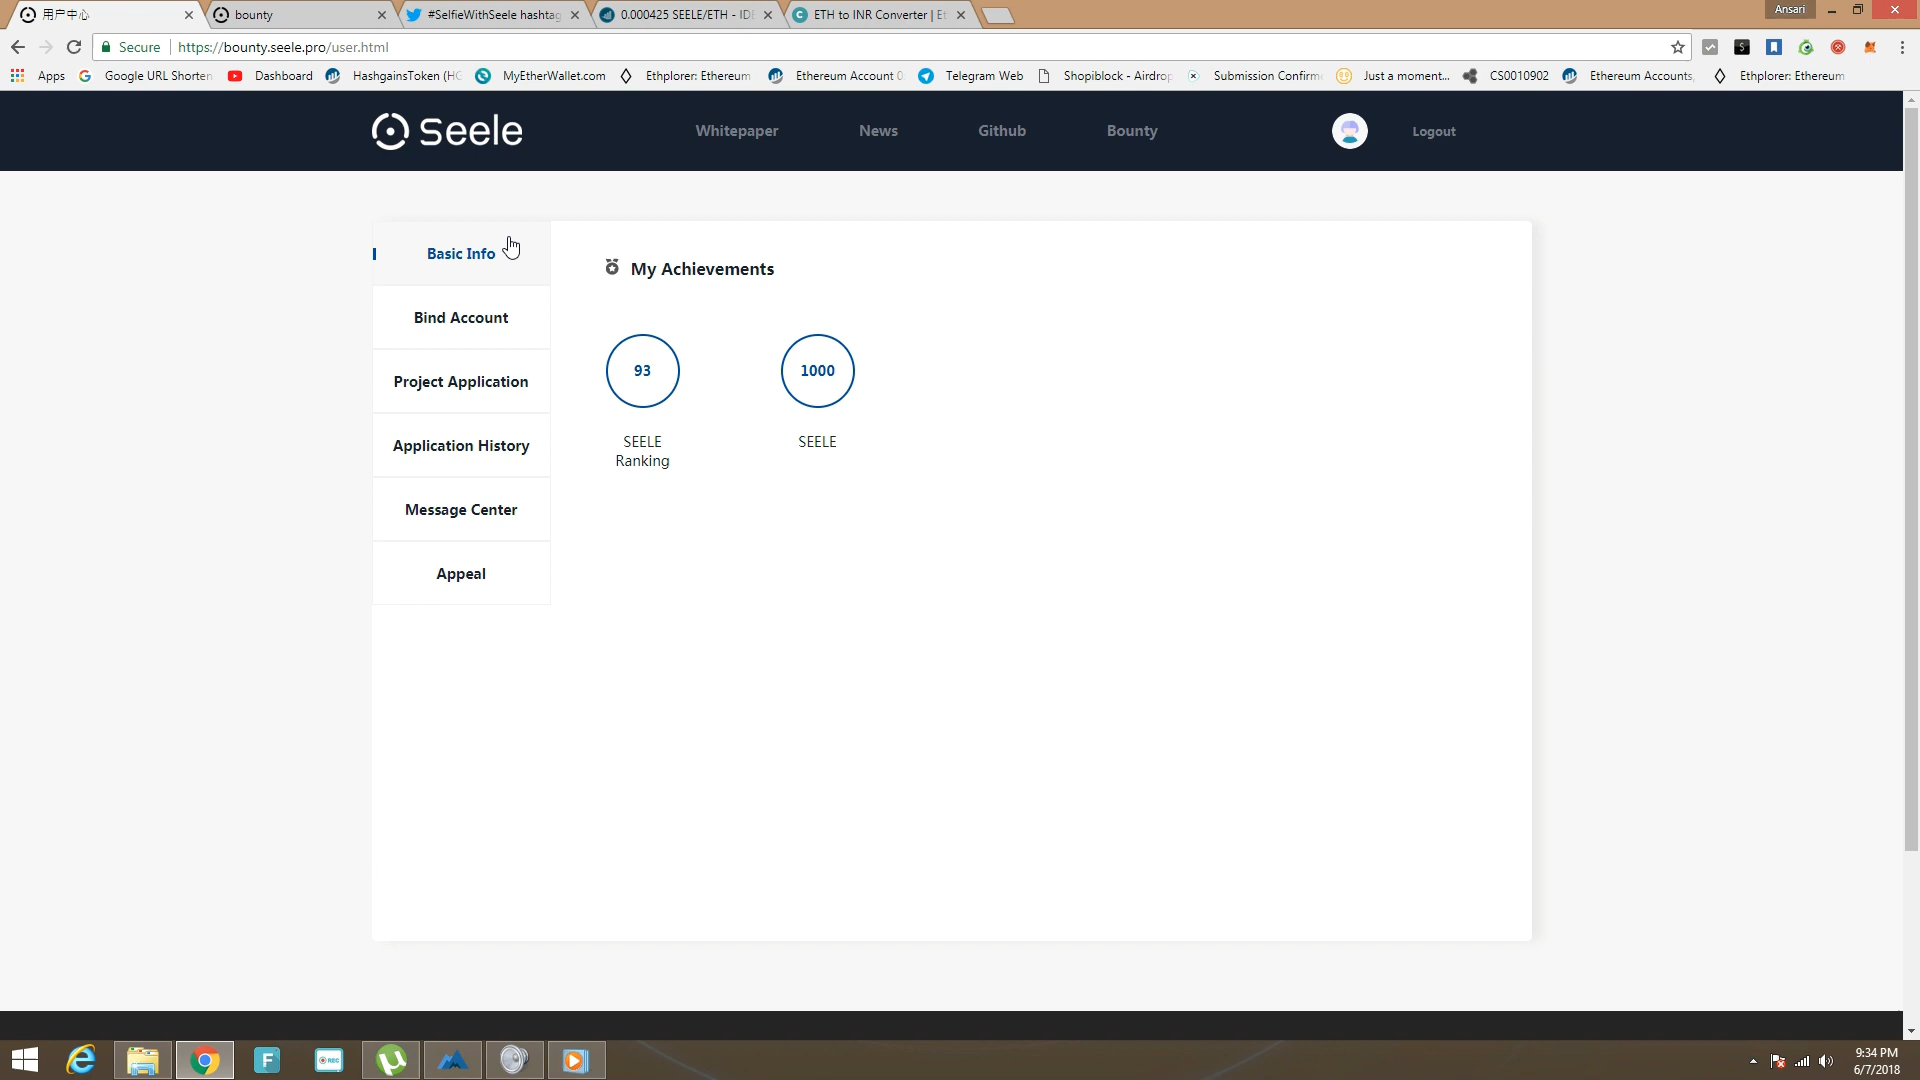 用户中心
bounty
#SelfieWithSeele hashtag
0.000425 SEELE/ETH - IDE
ETH to INR Converter | Et
Ansari
Secure
https://bounty.seele.pro/user.html
Apps
Google URL Shorten
Dashboard
HashgainsToken (HG
MyEtherWallet.com
Ethplorer: Ethereum
Ethereum Account 0
Telegram Web
Shopiblock - Airdrop
Submission Confirm
Just a moment...
CS0010902
Ethereum Accounts,
Ethplorer: Ethereum
Seele
Whitepaper
News
Github
Bounty
Logout
Basic Info
Bind Account
Project Application
Application History
Message Center
Appeal
My Achievements
93
1000
SEELE
Ranking
SEELE
F
REC
9:34 PM
6/7/2018